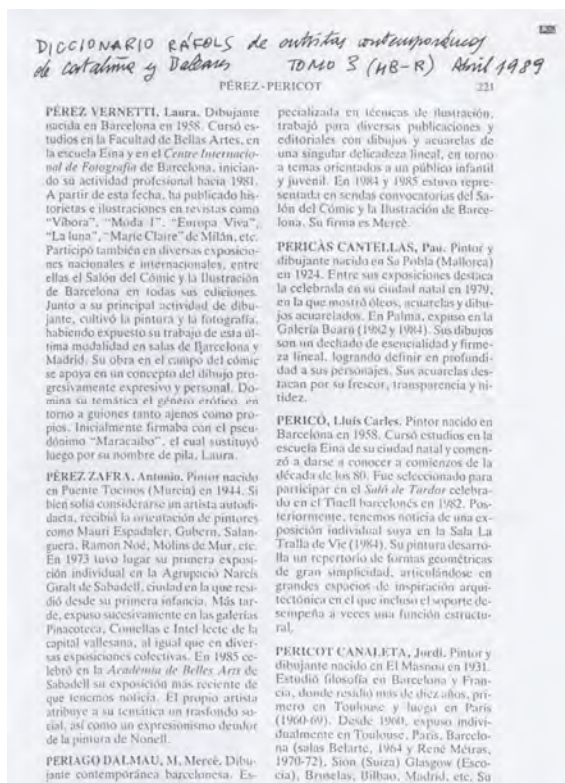 DICCIONARIO RÁFOLS de artistas contemporáneos
de Cataluña y Baleares TOMO 3 (HB-R) Abril 1989
PÉREZ-PERICOT 221
PÉREZ VERNETTI, Laura. Dibujante
nacida en Barcelona en 1958. Cursó es-
tudios en la Facultad de Bellas Artes, en
la escuela Eina y en el Centre Internacio-
nal de Fotografia de Barcelona, inician-
do su actividad profesional hacia 1981.
A partir de esta fecha, ha publicado his-
torietas e ilustraciones en revistas como
"Víbora", "Moda 1", "Europa Viva",
"La luna", "Marie Claire" de Milán, etc.
Participó también en diversas exposicio-
nes nacionales e internacionales, entre
ellas el Salón del Cómic y la Ilustración
de Barcelona en todas sus ediciones.
Junto a su principal actividad de dibu-
jante, cultivó la pintura y la fotografía,
habiendo expuesto su trabajo de esta úl-
tima modalidad en salas de Barcelona y
Madrid. Su obra en el campo del cómic
se apoya en un concepto del dibujo pro-
gresivamente expresivo y personal. Do-
mina su temática el género erótico, en
torno a guiones tanto ajenos como pro-
pios. Inicialmente firmaba con el pseu-
dónimo "Maracaibo", el cual sustituyó
luego por su nombre de pila, Laura.
PÉREZ ZAFRA, Antonio. Pintor nacido
en Puente Tocinos (Murcia) en 1944. Si
bien solía considerarse un artista autodi-
dacta, recibió la orientación de pintores
como Mauri Espadaler, Gubern, Salan-
guera, Ramon Noé, Molins de Mur, etc.
En 1973 tuvo lugar su primera exposi-
ción individual en la Agrupació Narcís
Giralt de Sabadell, ciudad en la que resi-
dió desde su primera infancia. Más tar-
de, expuso sucesivamente en las galerías
Pinacoteca, Comellas e Intel·lecte de la
capital vallesana, al igual que en diver-
sas exposiciones colectivas. En 1985 ce-
lebró en la Acadèmia de Belles Arts de
Sabadell su exposición más reciente de
que tenemos noticia. El propio artista
atribuye a su temática un trasfondo so-
cial, así como un expresionismo deudor
de la pintura de Nonell.
PERIAGO DALMAU, M. Mercè. Dibu-
jante contemporánea barcelonesa. Es-
pecializada en técnicas de ilustración,
trabajó para diversas publicaciones y
editoriales con dibujos y acuarelas de
una singular delicadeza lineal, en torno
a temas orientados a un público infantil
y juvenil. En 1984 y 1985 estuvo repre-
sentada en sendas convocatorias del Sa-
lón del Cómic y la Ilustración de Barce-
lona. Su firma es Mercè.
PERICÀS CANTELLAS, Pau. Pintor y
dibujante nacido en Sa Pobla (Mallorca)
en 1924. Entre sus exposiciones destaca
la celebrada en su ciudad natal en 1979,
en la que mostró óleos, acuarelas y dibu-
jos acuarelados. En Palma, expuso en la
Galería Bearn (1982 y 1984). Sus dibujos
son un dechado de esencialidad y firme-
za lineal, logrando definir en profundi-
dad a sus personajes. Sus acuarelas des-
tacan por su frescor, transparencia y ni-
tidez.
PERICÓ, Lluís Carles. Pintor nacido en
Barcelona en 1958. Cursó estudios en la
escuela Eina de su ciudad natal y comen-
zó a darse a conocer a comienzos de la
década de los 80. Fue seleccionado para
participar en el Saló de Tardor celebra-
do en el Tinell barcelonés en 1982. Pos-
teriormente, tenemos noticia de una ex-
posición individual suya en la Sala La
Tralla de Vic (1984). Su pintura desarro-
lla un repertorio de formas geométricas
de gran simplicidad, articulándose en
grandes espacios de inspiración arqui-
tectónica en el que incluso el soporte de-
sempeña a veces una función estructu-
ral.
PERICOT CANALETA, Jordi. Pintor y
dibujante nacido en El Masnou en 1931.
Estudió filosofía en Barcelona y Fran-
cia, donde residió más de diez años, pri-
mero en Toulouse y luego en París
(1960-69). Desde 1960, expuso indivi-
dualmente en Toulouse, París, Barcelo-
na (salas Belarte, 1964 y René Métras,
1970-72), Sion (Suiza) Glasgow (Esco-
cia), Bruselas, Bilbao, Madrid, etc. Su